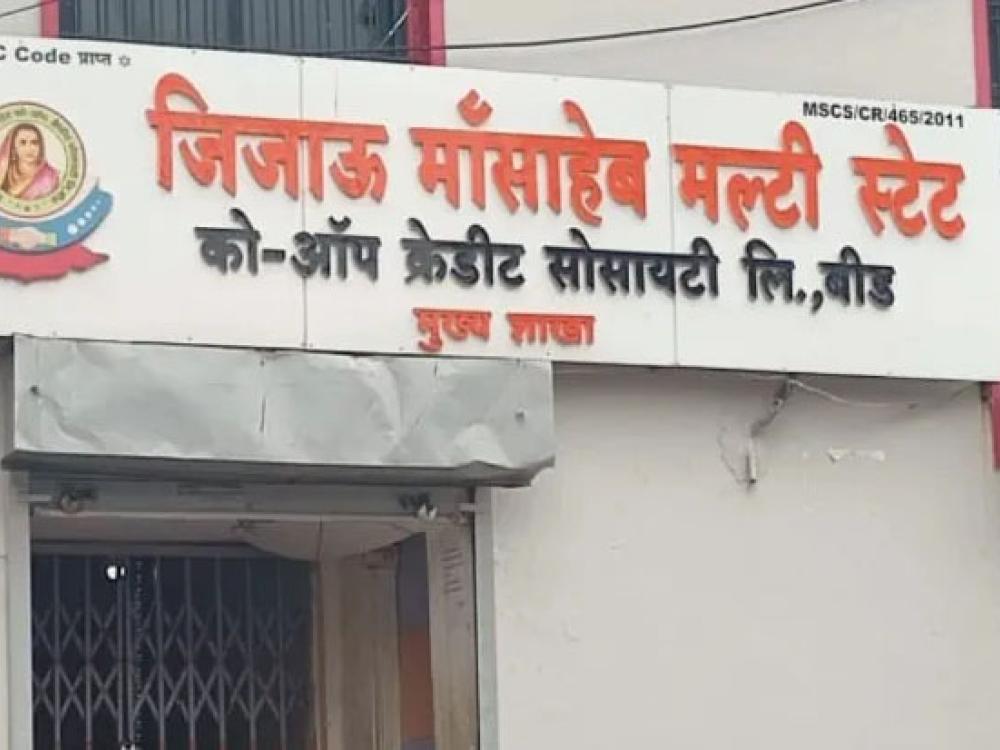 C Code प्राप्त
MSCS/CR/465/2011
जिजाऊ माँसाहेब मल्टी स्टेट
को-ऑप क्रेडीट सोसायटी लि.,बीड
मुख्य शाखा